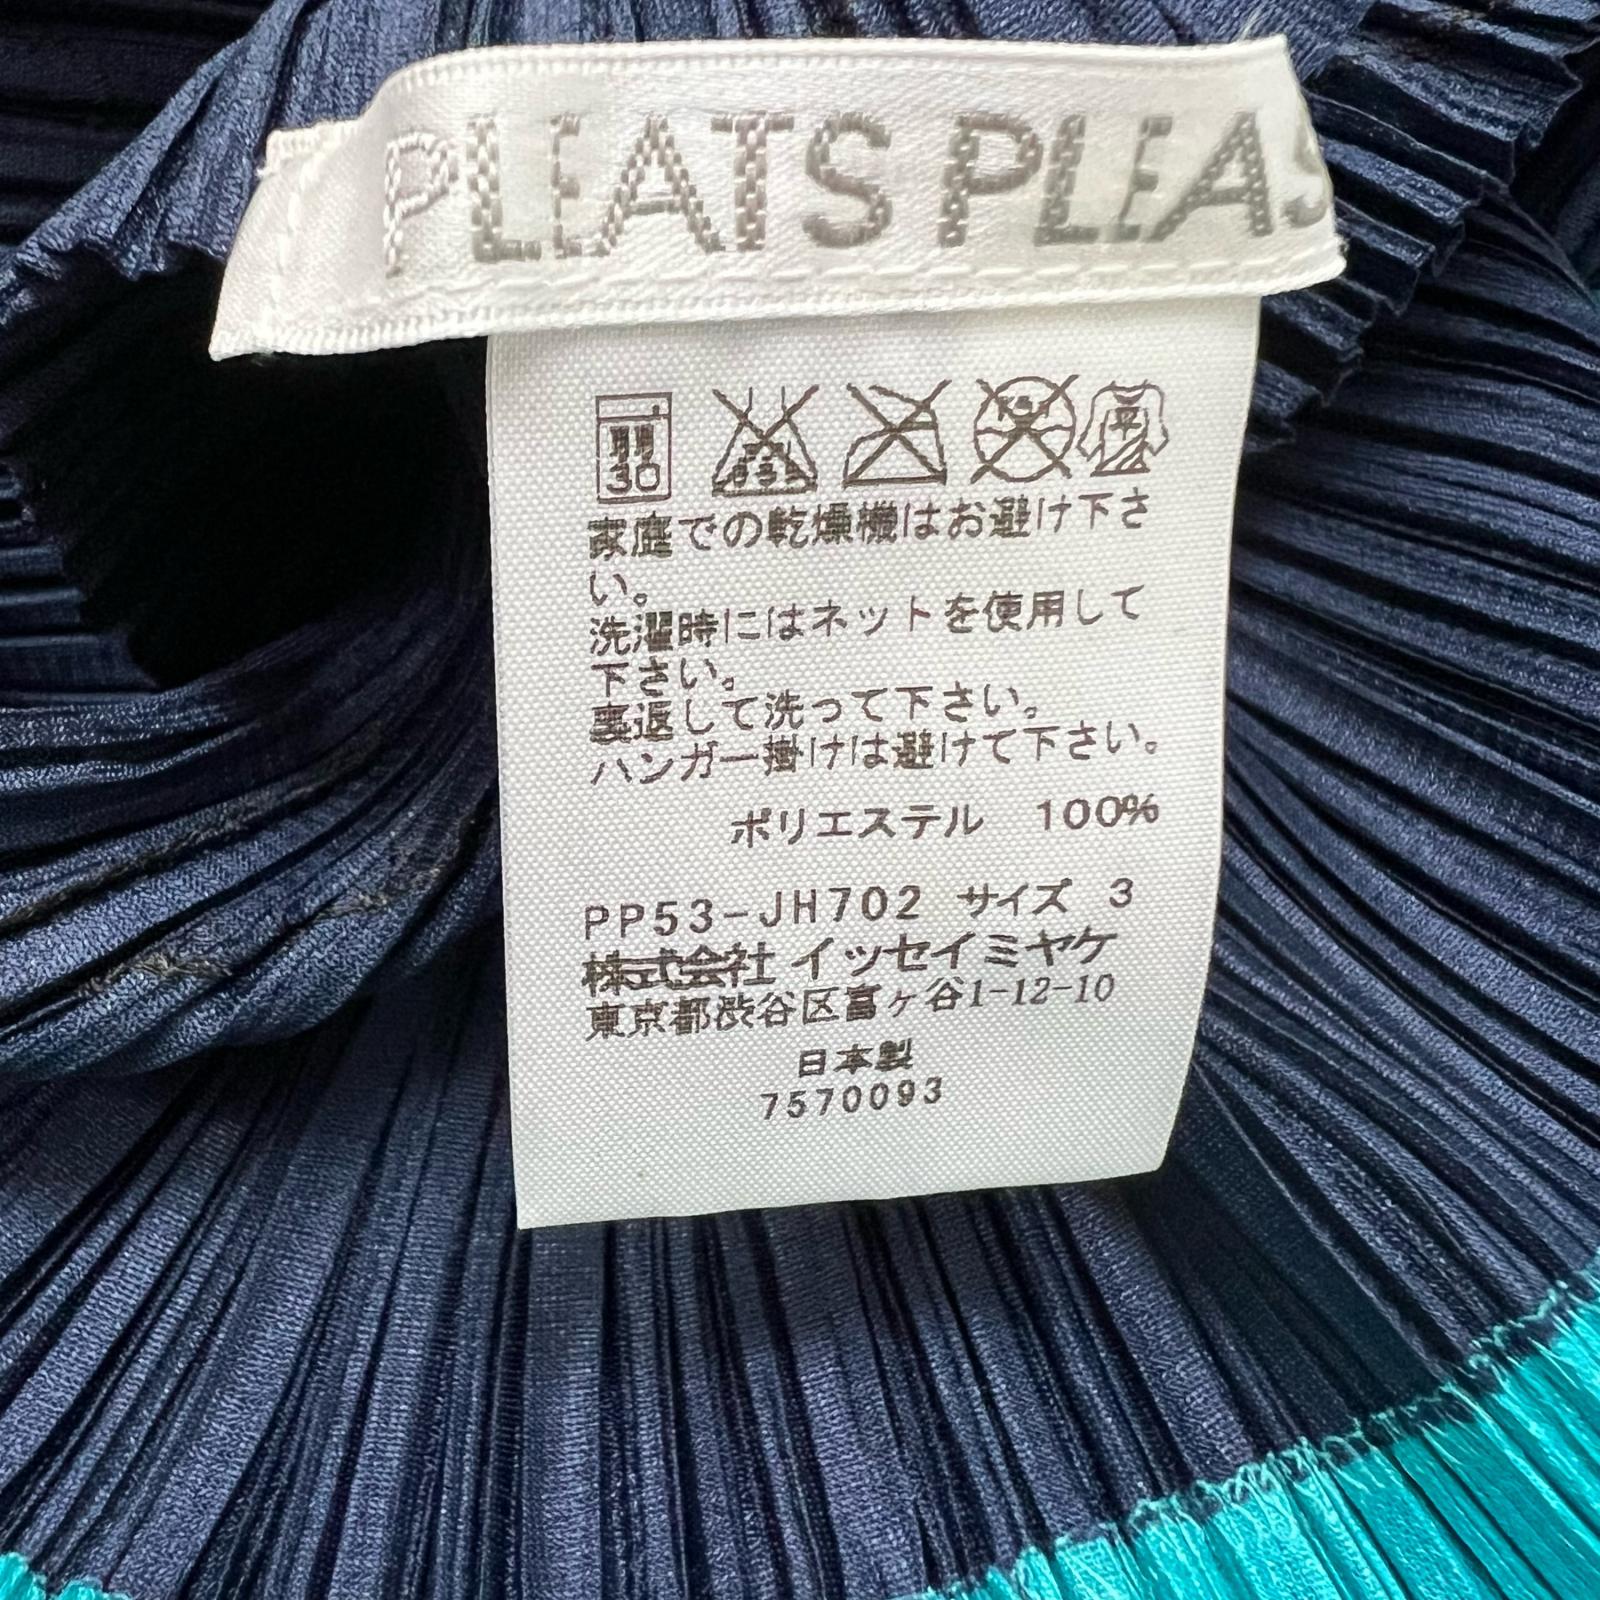 PLEATS PLEAS
弱
30
家庭での乾燥機はお避け下さ
い。
洗濯時にはネットを使用して
下さい。
裏返して洗って下さい。
ハンガー掛けは避けて下さい。
ポリエステル 100%
PP53-JH702 サイズ 3
株式会社 イッセイミヤケ
東京都渋谷区富ヶ谷1-12-10
日本製
7570093